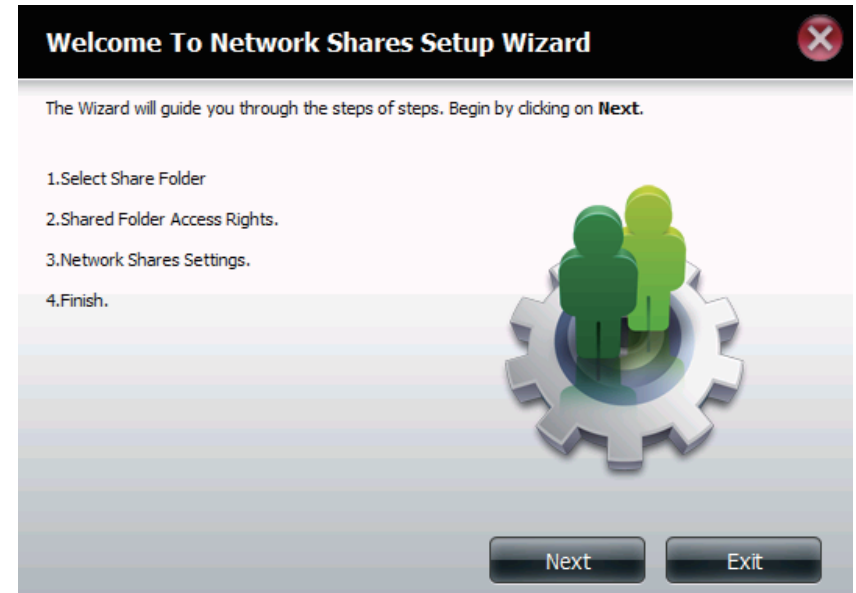 Welcome To Network Shares Setup Wizard
The Wizard will guide you through the steps of steps. Begin by clicking on Next.
1.Select Share Folder
2.Shared Folder Access Rights.
3.Network Shares Settings.
4.Finish.
Next Exit